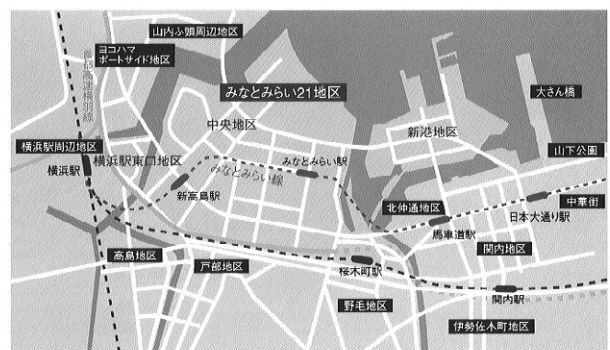 山内ふ頭周辺地区
ヨコハマ
ポートサイド地区
首都高速横羽線
みなとみらい21地区
大さん橋
中央地区
新港地区
横浜駅周辺地区
横浜駅東口地区
みなとみらい駅
山下公園
横浜駅
みなとみらい線
新高島駅
北仲通地区
中華街
日本大通り駅
馬車道駅
高島地区
戸部地区
関内地区
桜木町駅
野毛地区
関内駅
伊勢佐木町地区